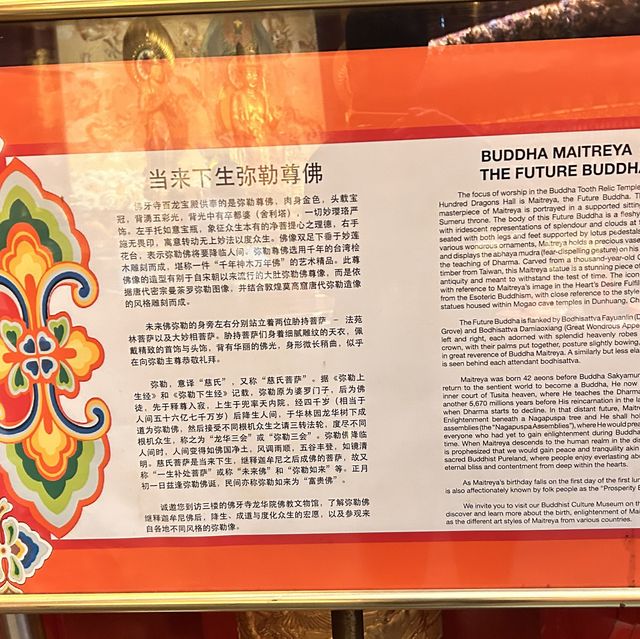 当来下生弥勒尊佛
佛牙寺百龙宝殿供奉的是弥勒尊佛，肉身金色，头载宝
冠，背湧五彩光，背光中有卒都婆（舍利塔），一切妙璎珞严
饰。左手托如意宝瓶，象征众生本有的净菩提心之理德，右手
施无畏印，寓意转动无上妙法以度众生。佛像双足下垂于妙莲
花台，表示弥勒佛将要降临人间。弥勒尊佛选用千年的台湾桧
木雕刻而成，堪称一件“千年神木万年佛”的艺术精品。此尊
佛像的造型有别于自宋朝以来流行的大肚弥勒佛尊像，而是依
据唐代密宗曼荼罗弥勒图像，并结合敦煌莫高窟唐代弥勒造像
的风格雕刻而成。
未来佛弥勒的身旁左右分别站立着两位胁持菩萨 - 法苑
林菩萨以及大妙相菩萨。胁持菩萨们身着细腻雕纹的天衣，佩
戴精致的首饰与头饰，背有华丽的佛光，身形微长稍曲，似乎
在向弥勒主尊恭敬礼拜。
弥勒，意译“慈氏”，又称“慈氏菩萨”。据《弥勒上
生经》和《弥勒下生经》记载，弥勒原为婆罗门子，后为佛
徒，先于释尊入寂，上生于兜率天内院，经四千岁（相当于
人间五十六亿七千万岁）后降生人间，于华林园龙华树下成
道为弥勒佛，然后接受不同根机众生之请三转法轮，度尽不同
根机众生，称之为“龙华三会”或“弥勒三会”。弥勒佛降临
人间时，人间变得如佛国净土，风调雨顺，五谷丰登，如镜清
明。慈氏菩萨是当来下生，继释迦牟尼之后成佛的菩萨，故又
称“一生补处菩萨”或称“未来佛”和“弥勒如来”等。正月
初一日兹逢弥勒佛诞，民间亦称弥勒如来为“富贵佛”。
诚邀您到访三楼的佛牙寺龙华院佛教文物馆，了解弥勒佛
继释迦牟尼佛后，降生、成道与度化众生的宏愿，以及参观来
自各地不同风格的弥勒像。
BUDDHA MAITREYA
THE FUTURE BUDDHA
The focus of worship in the Buddha Tooth Relic Temple
Hundred Dragons Hall is Maitreya, the Future Buddha. Th
masterpiece of Maitreya is portrayed in a supported sitting
Sumeru throne. The body of this Future Buddha is a fleshy
with iridescent representations of splendour and clouds at
seated with both legs and feet supported by lotus pedestals
various wondrous ornaments, Maitreya holds a precious vas
and displays the abhaya mudra (fear-dispelling gesture) on his
the teaching of Dharma. Carved from a thousand-year-old C
timber from Taiwan, this Maitreya statue is a stunning piece
antiquity and meant to withstand the test of time. The icon
with reference to Maitreya's image in the Heart's Desire Fulfill
from the Esoteric Buddhism, with close reference to the style
statues housed within Mogao cave temples in Dunhuang, Ch
The Future Buddha is flanked by Bodhisattva Fayuanlin (D
Grove) and Bodhisattva Damiaoxiang (Great Wondrous Appe
left and right, each adorned with splendid heavenly robes
crown, with their palms put together, posture slightly bowing,
in great reverence of Buddha Maitreya. A similarly but less ela
is seen behind each attendant bodhisattva.
Maitreya was born 42 aeons before Buddha Sakyamun
return to the sentient world to become a Buddha, He now
inner court of Tusita heaven, where he teaches the Dharma
another 5,670 million years before His reincarnation in the la
when Dharma starts to decline. In that distant future, Maitre
Enlightenment beneath a Nagapuspa tree and He shall ho
assemblies (the "Nagapuspa Assemblies"), where He would prea
everyone who had yet to gain enlightenment during Buddha
time. When Maitreya descends to the human realm in the di
is prophesized that we would gain peace and tranquility akin
sacred Buddhist Pureland, where people enjoy everlasting ab
eternal bliss and contentment from deep within the hearts.
As Maitreya's birthday falls on the first day of the first lun
is also affectionately known by folk people as the "Prosperity B
We invite you to visit our Buddhist Culture Museum on th
discover and learn more about the birth, enlightenment of Mai
as the different art styles of Maitreya from various countries.